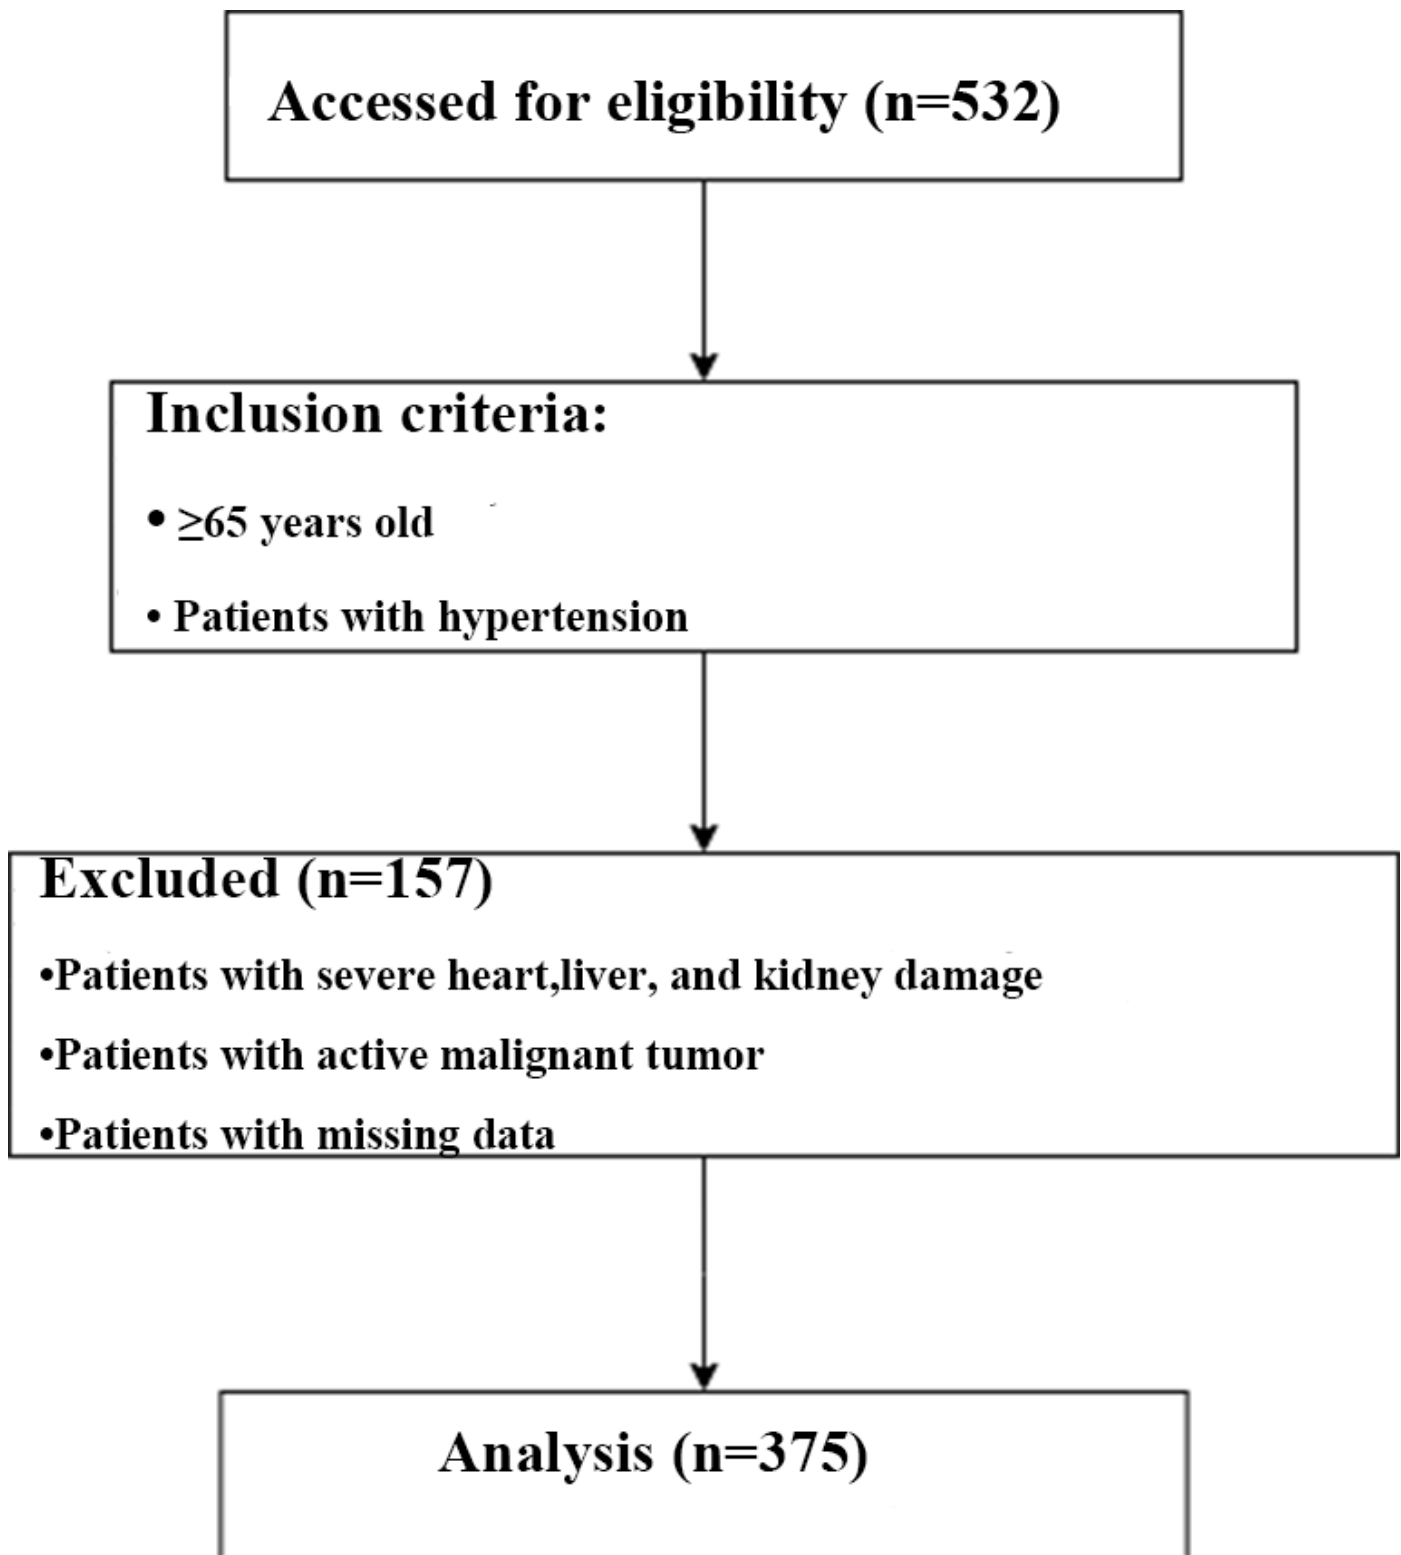 Accessed for eligibility (n=532)
Inclusion criteria:
• ≥65 years old
• Patients with hypertension
Excluded (n=157)
•Patients with severe heart,liver, and kidney damage
•Patients with active malignant tumor
•Patients with missing data
Analysis (n=375)